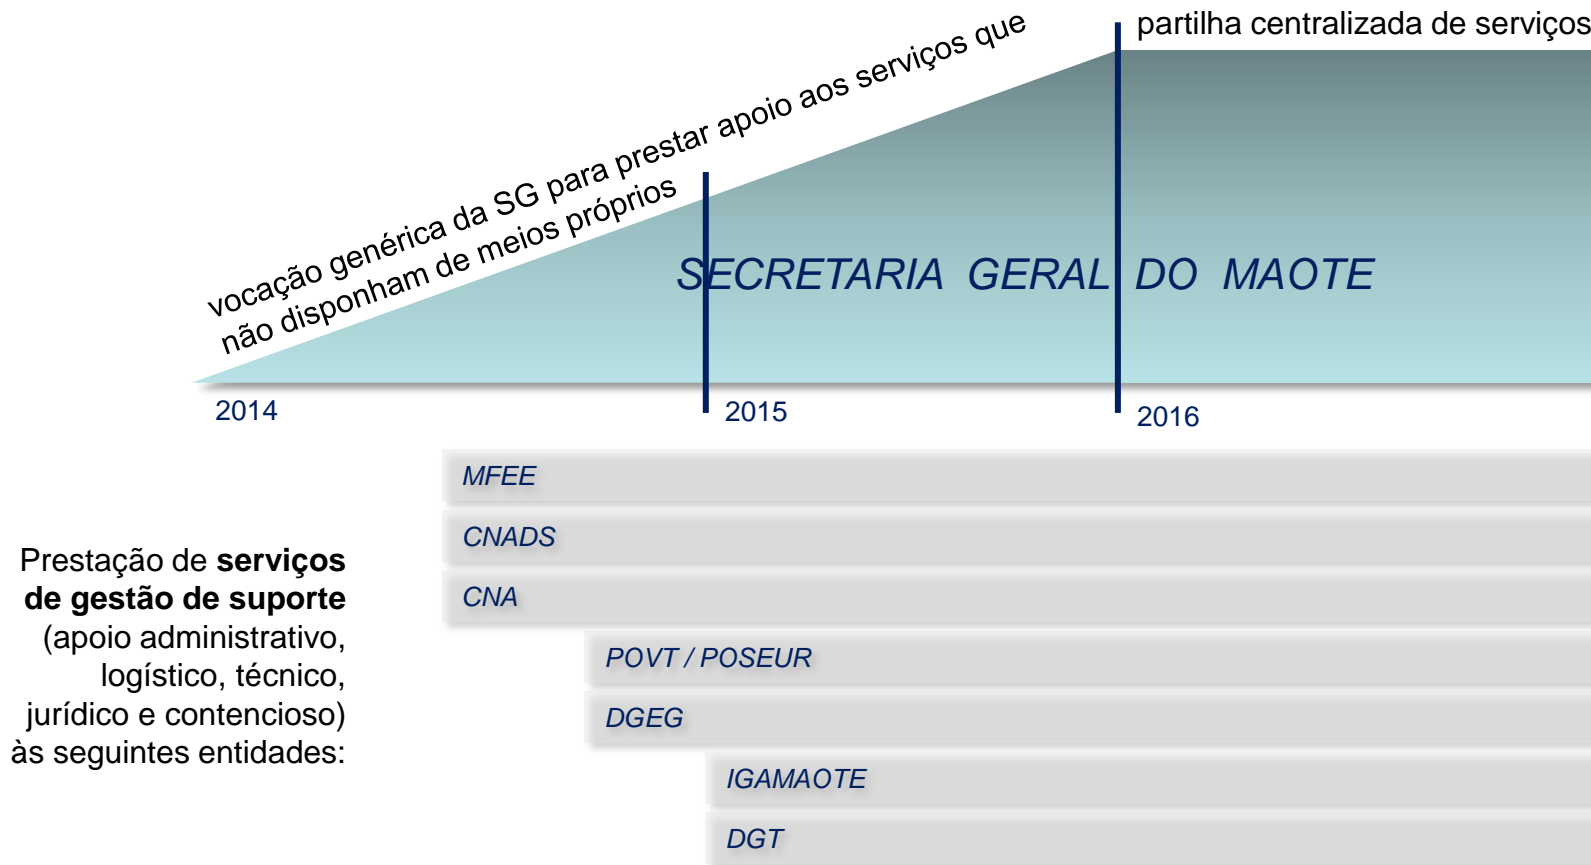 partilha centralizada de serviços
vocação genérica da SG para prestar apoio aos serviços que
não disponham de meios próprios
SECRETARIA GERAL DO MAOTE
2014
2015
2016
Prestação de serviços
de gestão de suporte
(apoio administrativo,
logístico, técnico,
jurídico e contencioso)
às seguintes entidades:
MFEE
CNADS
CNA
POVT / POSEUR
DGEG
IGAMAOTE
DGT